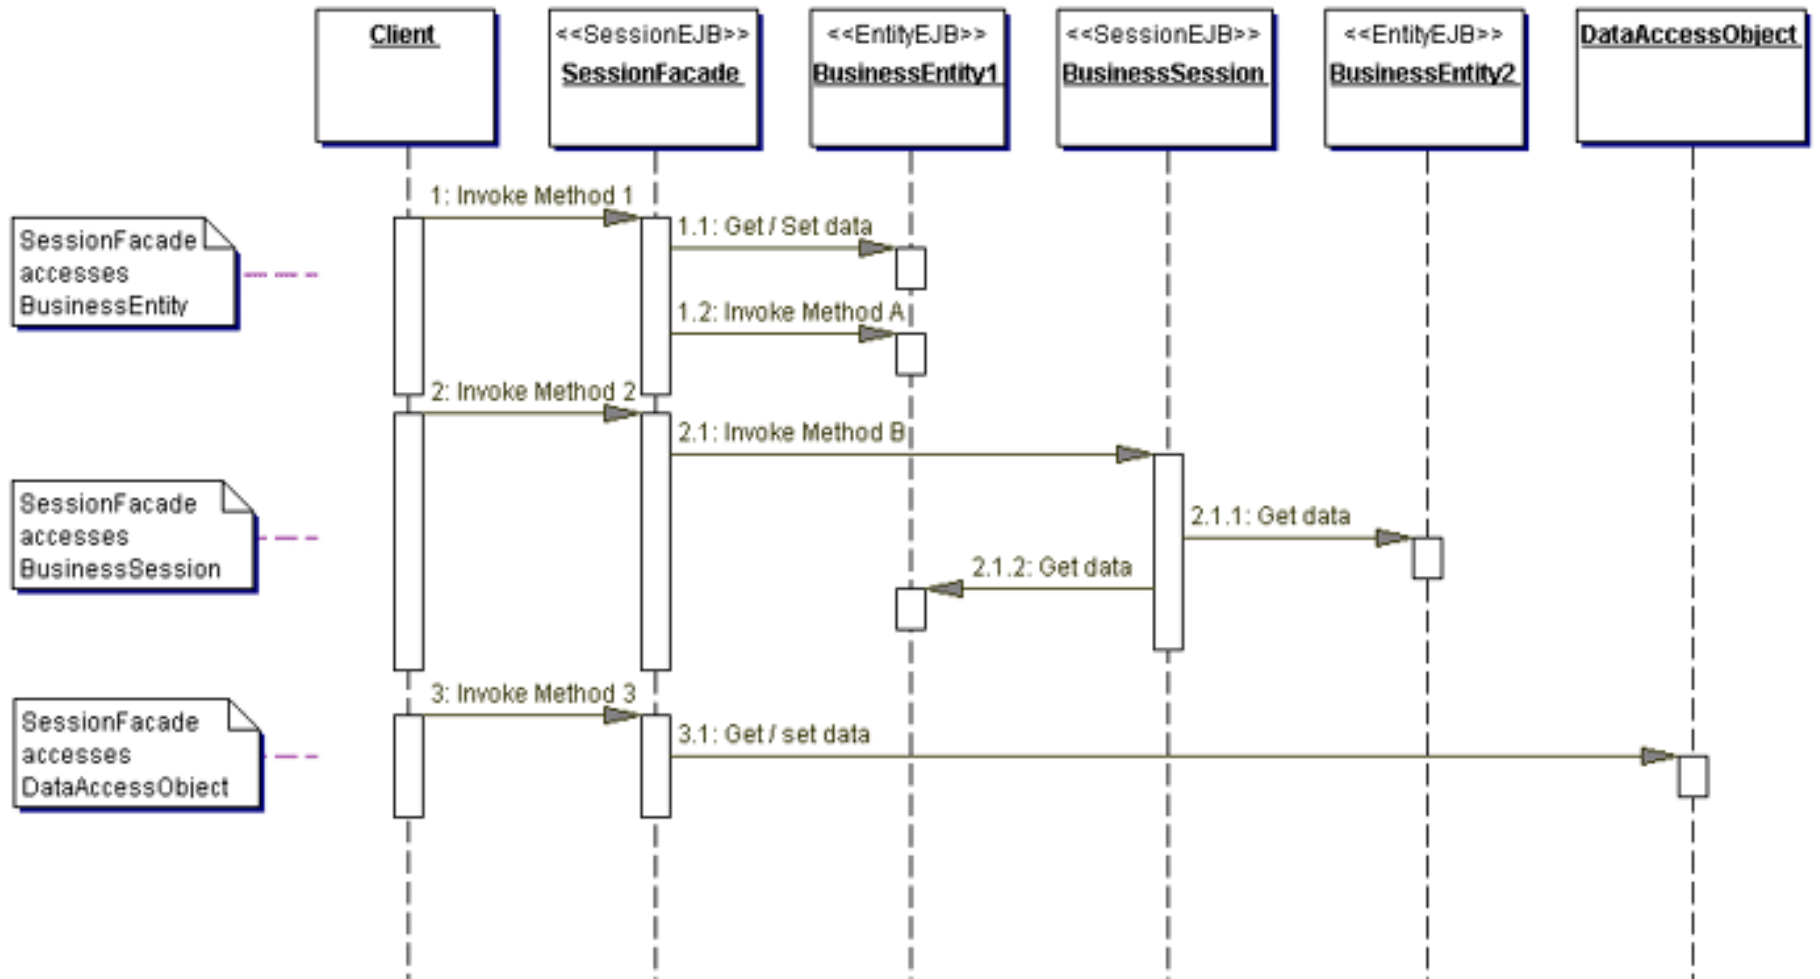 Client
<<SessionEJB>>
SessionFacade
<<EntityEJB>>
BusinessEntity1
<<SessionEJB>>
BusinessSession
<<EntityEJB>>
BusinessEntity2
DataAccessObject
1: Invoke Method 1
SessionFacade
accesses
BusinessEntity
1.1: Get / Set data
1.2: Invoke Method A
2: Invoke Method 2
2.1: Invoke Method B
SessionFacade
accesses
BusinessSession
2.1.1: Get data
2.1.2: Get data
3: Invoke Method 3
SessionFacade
accesses
DataAccessObject
3.1: Get / set data